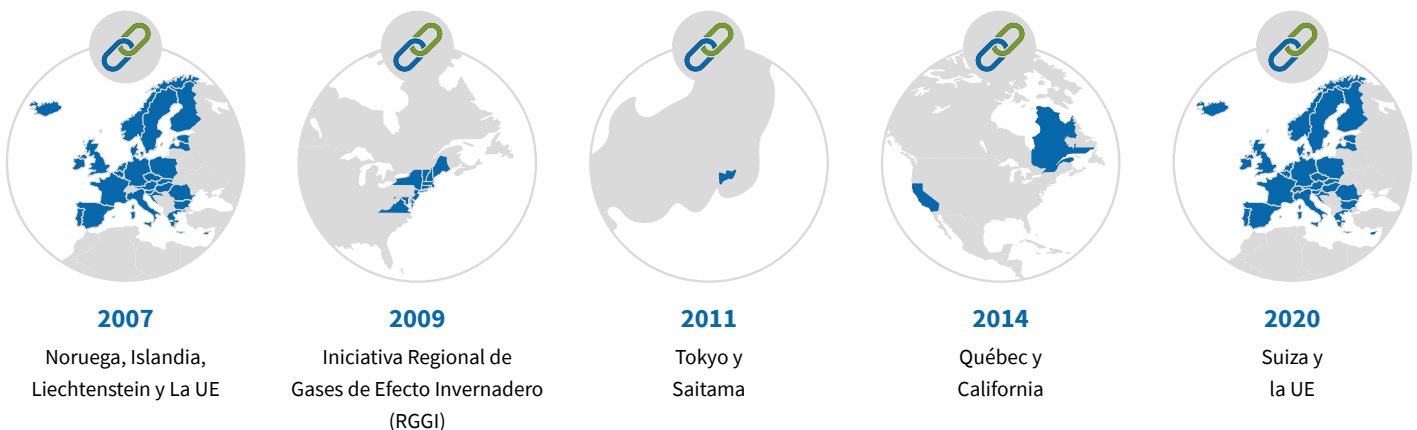 2007
Noruega, Islandia,
Liechtenstein y La UE
2009
Iniciativa Regional de
Gases de Efecto Invernadero
(RGGI)
2011
Tokyo y
Saitama
2014
Québec y
California
2020
Suiza y
la UE